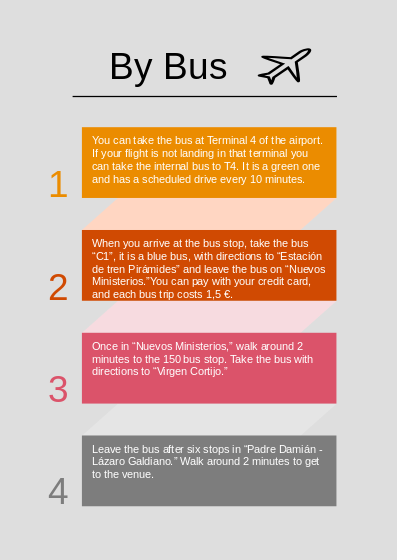 By Bus
1
You can take the bus at Terminal 4 of the airport.
If your flight is not landing in that terminal you
can take the internal bus to T4. It is a green one
and has a scheduled drive every 10 minutes.
2
When you arrive at the bus stop, take the bus
“C1”, it is a blue bus, with directions to “Estación
de tren Pirámides” and leave the bus on “Nuevos
Ministerios.”You can pay with your credit card,
and each bus trip costs 1,5 €.
3
Once in “Nuevos Ministerios,” walk around 2
minutes to the 150 bus stop. Take the bus with
directions to “Virgen Cortijo.”
4
Leave the bus after six stops in “Padre Damián -
Lázaro Galdiano.” Walk around 2 minutes to get
to the venue.